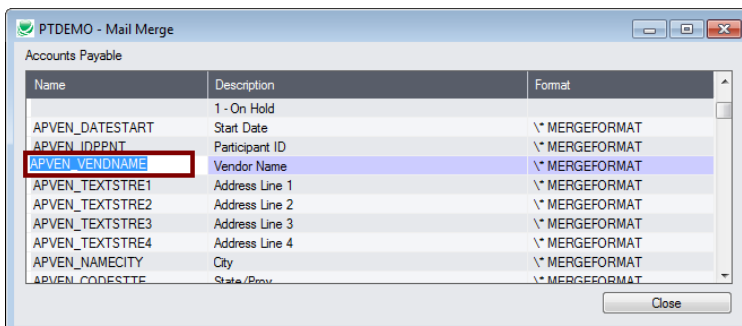 PTDEMO - Mail Merge
Accounts Payable
Name Description Format
1 - On Hold
APVEN_DATESTART Start Date \* MERGEFORMAT
APVEN_IDPPNT Participant ID \* MERGEFORMAT
APVEN_VENDNAME Vendor Name \* MERGEFORMAT
APVEN_TEXTSTRE1 Address Line 1 \* MERGEFORMAT
APVEN_TEXTSTRE2 Address Line 2 \* MERGEFORMAT
APVEN_TEXTSTRE3 Address Line 3 \* MERGEFORMAT
APVEN_TEXTSTRE4 Address Line 4 \* MERGEFORMAT
APVEN_NAMECITY City \* MERGEFORMAT
APVEN_CODESTTE State/Prov \* MERGEFORMAT
Close